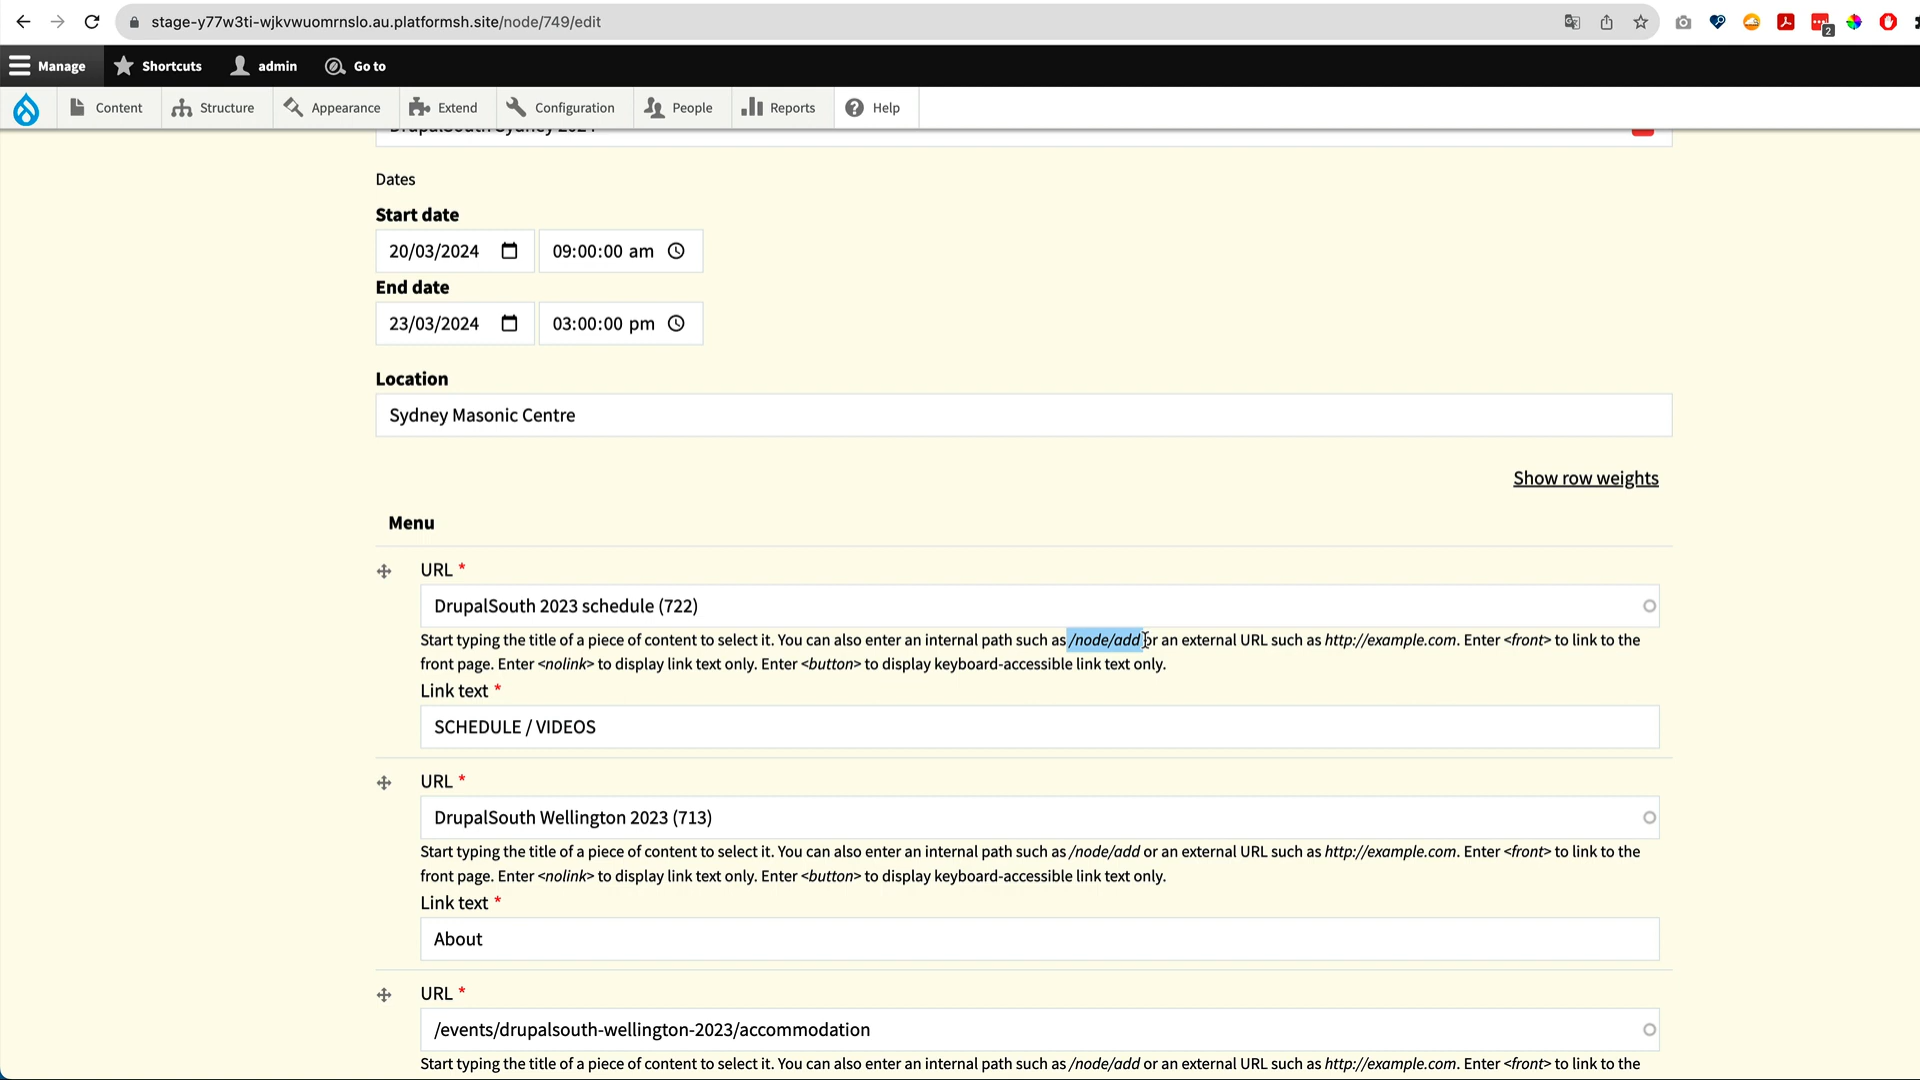 stage-y77w3ti-wjkvwuomrnslo.au.platformsh.site/node/749/edit
2
Manage Shortcuts admin Go to
Content Structure Appearance Extend Configuration People Reports Help
DrupalSouth Sydney 2024
Dates
Start date
20/03/2024 09:00:00 am
End date
23/03/2024 03:00:00 pm
Location
Sydney Masonic Centre
Show row weights
Menu
URL *
DrupalSouth 2023 schedule (722)
Start typing the title of a piece of content to select it. You can also enter an internal path such as /node/add or an external URL such as http://example.com. Enter <front> to link to the
front page. Enter <nolink> to display link text only. Enter <button> to display keyboard-accessible link text only.
Link text *
SCHEDULE / VIDEOS
URL *
DrupalSouth Wellington 2023 (713)
Start typing the title of a piece of content to select it. You can also enter an internal path such as /node/add or an external URL such as http://example.com. Enter <front> to link to the
front page. Enter <nolink> to display link text only. Enter <button> to display keyboard-accessible link text only.
Link text *
About
URL *
/events/drupalsouth-wellington-2023/accommodation
Start typing the title of a piece of content to select it. You can also enter an internal path such as /node/add or an external URL such as http://example.com. Enter <front> to link to the